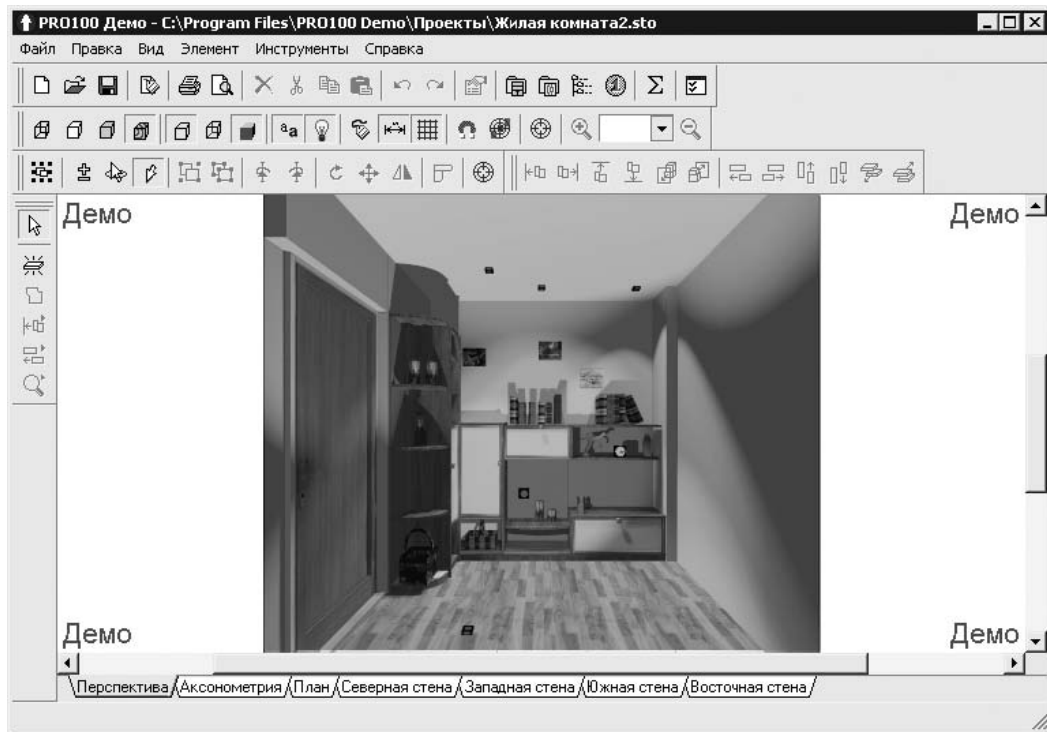 PRO100 Демо - C:\Program Files\PRO100 Demo\Проекты\Жилая комната2.sto
Файл Правка Вид Элемент Инструменты Справка
Демо Демо
Демо Демо
Перспектива Аксонометрия План Северная стена Западная стена Южная стена Восточная стена